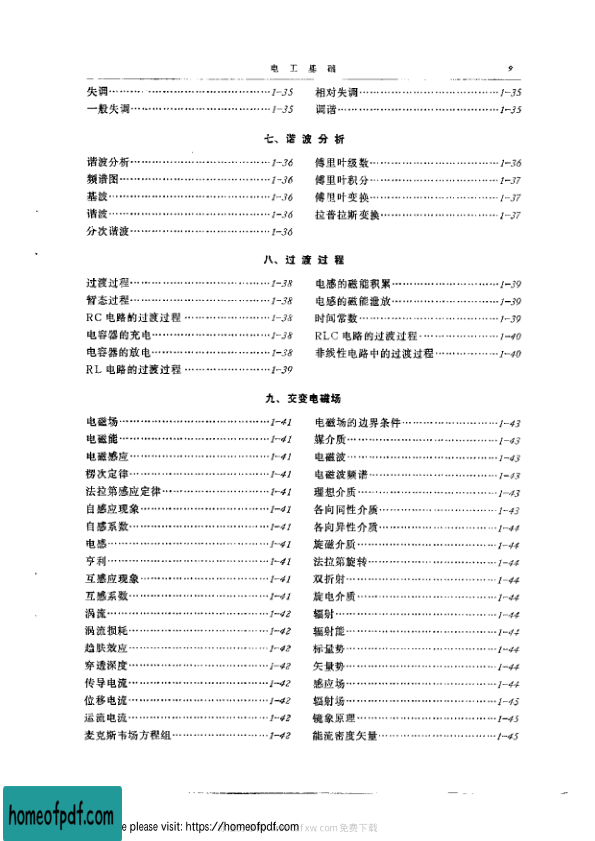 电工基础 9
失调……1-35
一般失调……1-35
相对失调……1-35
调谐……1-35
七、谐波分析
谐波分析……1-36
频谱图……1-36
基波……1-36
谐波……1-36
分次谐波……1-36
傅里叶级数……1-36
傅里叶积分……1-37
傅里叶变换……1-37
拉普拉斯变换……1-37
八、过渡过程
过渡过程……1-38
暂态过程……1-38
RC电路的过渡过程……1-38
电容器的充电……1-38
电容器的放电……1-38
RL电路的过渡过程……1-39
电感的磁能积累……1-39
电感的磁能泄放……1-39
时间常数……1-39
RLC电路的过渡过程……1-40
非线性电路中的过渡过程……1-40
九、交变电磁场
电磁场……1-41
电磁能……1-41
电磁感应……1-41
楞次定律……1-41
法拉第感应定律……1-41
自感应现象……1-41
自感系数……1-41
电感……1-41
亨利……1-41
互感应现象……1-41
互感系数……1-41
涡流……1-42
涡流损耗……1-42
趋肤效应……1-42
穿透深度……1-42
传导电流……1-42
位移电流……1-42
运流电流……1-42
麦克斯韦场方程组……1-42
电磁场的边界条件……1-43
媒介质……1-43
电磁波……1-43
电磁波频谱……1-43
理想介质……1-43
各向同性介质……1-43
各向异性介质……1-44
旋磁介质……1-44
法拉第旋转……1-44
双折射……1-44
旋电介质……1-44
辐射……1-44
辐射能……1-44
标量势……1-44
矢量势……1-44
感应场……1-44
辐射场……1-45
镜象原理……1-45
能流密度矢量……1-45
homeofpdf.com
e please visit: https://homeofpdf.com
fxw.com免费下载